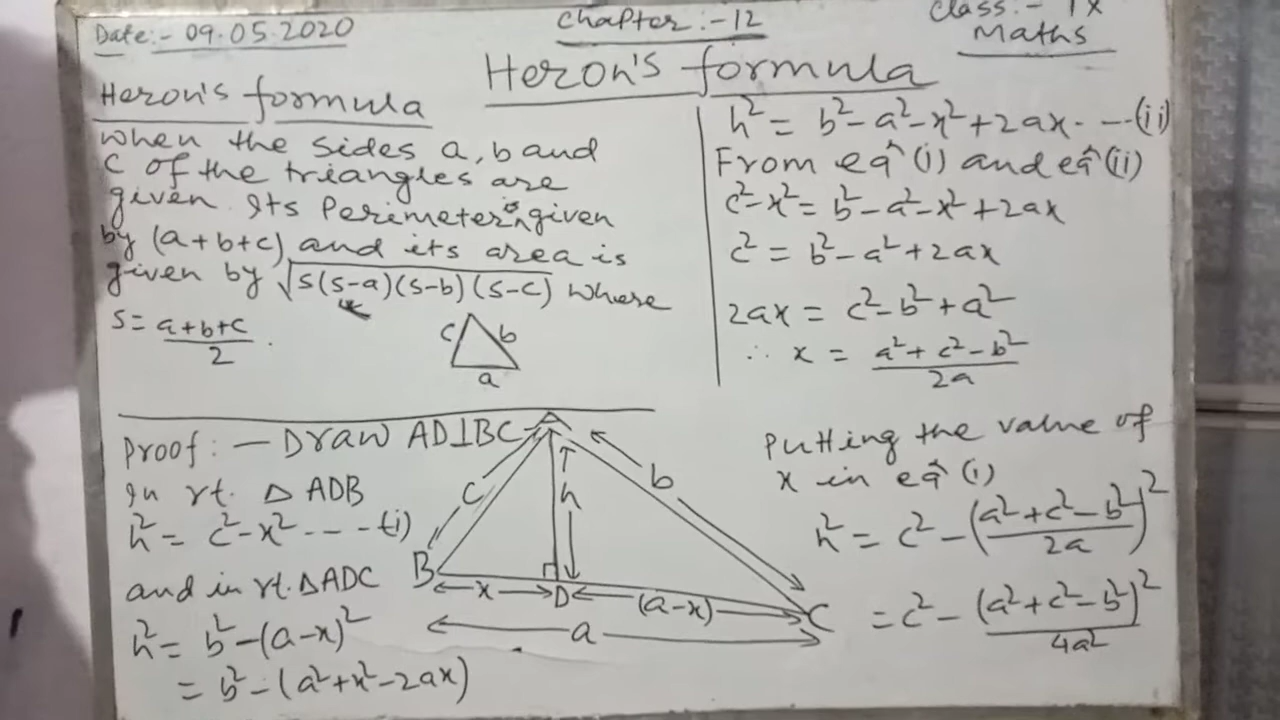 Date:- 09.05.2020
Chapter:-12
Class:- IX
Maths
Heron's formula
Heron's formula
When the sides a, b and
c of the triangles are
given. Its Perimeter is given
by (a+b+c) and its area is
given by √s(s-a)(s-b)(s-c) where
s = a+b+c/2.
c b
a
Proof:— Draw AD⊥BC
In rt. △ ADB
h² = c²-x² ---- (i)
and in rt. △ADC
h² = b²-(a-x)²
= b²-(a²+x²-2ax)
A
c h b
B x D (a-x) C
a
h² = b²-a²-x²+2ax- --- (ii)
From eq^n (i) and eq^n (ii)
c²-x² = b²-a²-x²+2ax
c² = b²-a²+2ax
2ax = c²-b²+a²
∴ x = a²+c²-b²/2a
Putting the value of
x in eq^n (i)
h² = c² - (a²+c²-b²/2a)²
= c² - (a²+c²-b²)²/4a²